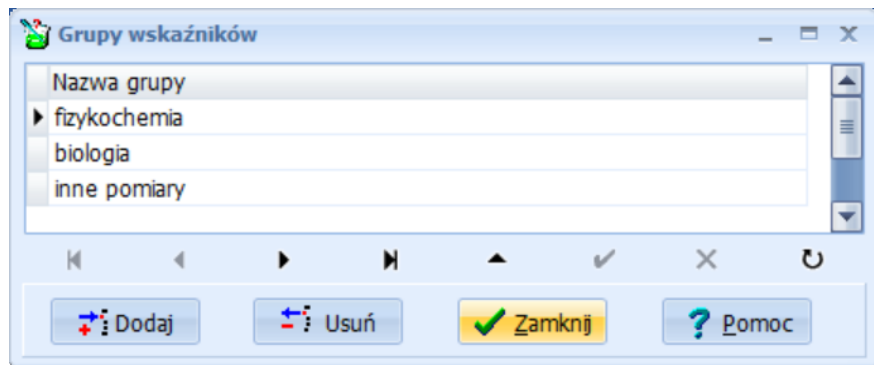 Grupy wskaźników
Nazwa grupy
fizykochemia
biologia
inne pomiary
Dodaj Usuń Zamknij Pomoc